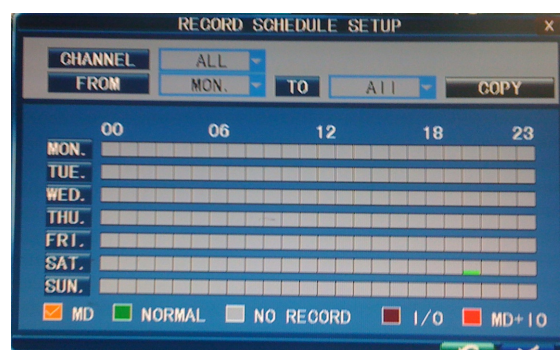 RECORD SCHEDULE SETUP X
CHANNEL ALL
FROM MON. TO All COPY
00 06 12 18 23
MON.
TUE.
WED.
THU.
FRI.
SAT.
SUN.
MD NORMAL NO RECORD I/O MD+IO